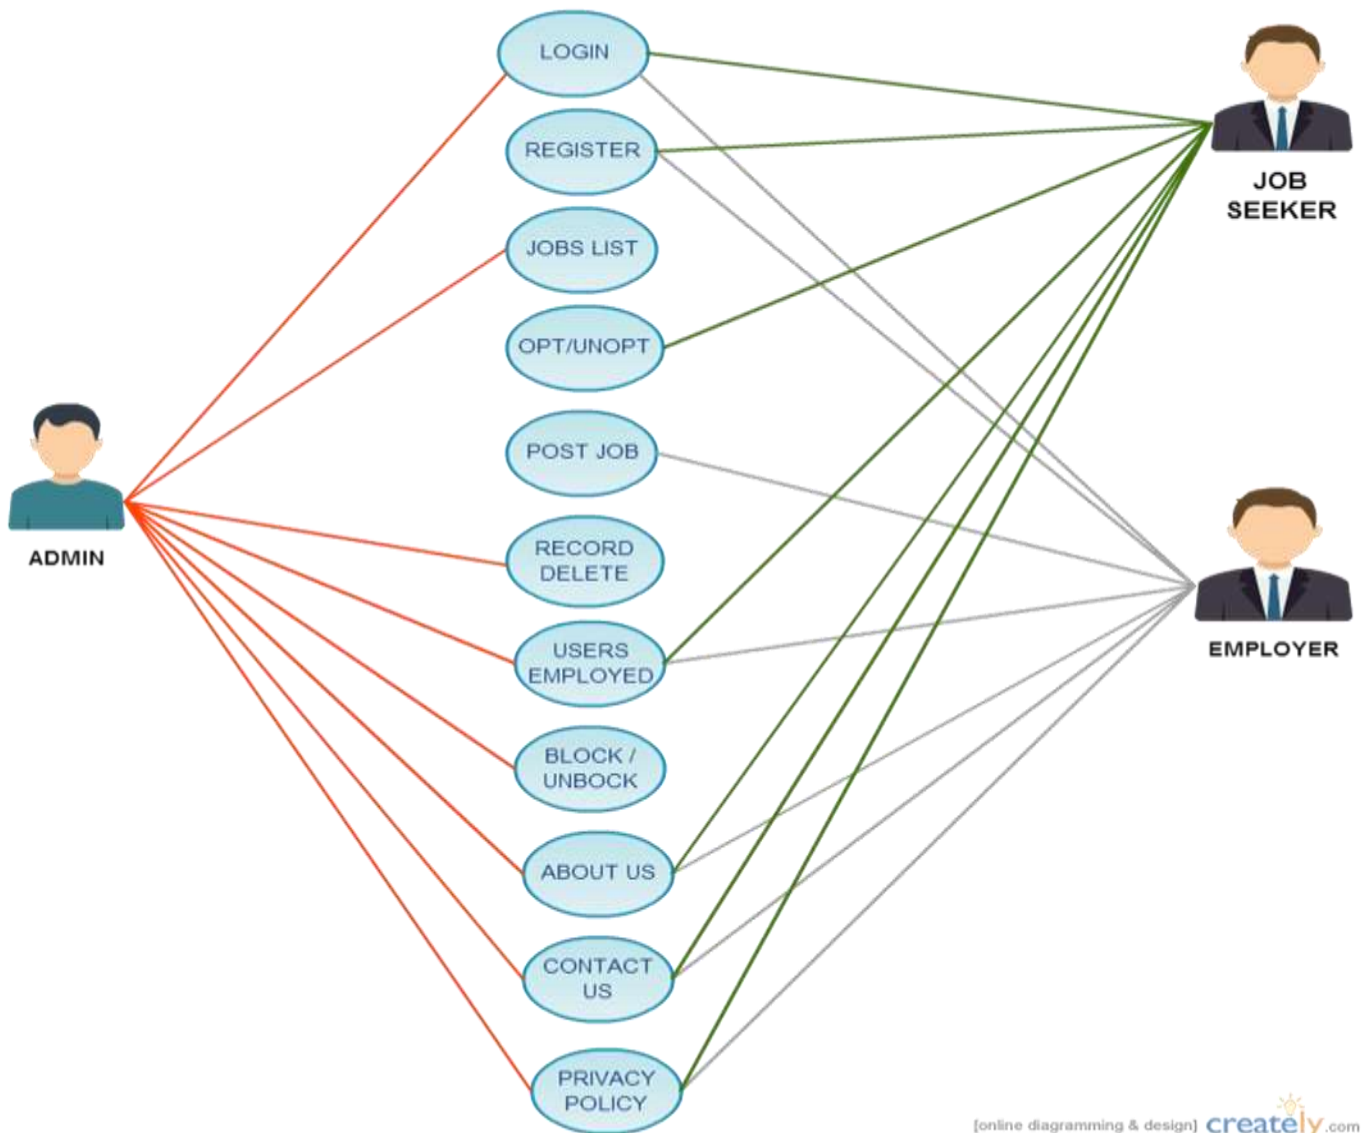 LOGIN
REGISTER
JOBS LIST
OPT/UNOPT
POST JOB
RECORD
DELETE
USERS
EMPLOYED
BLOCK /
UNBOCK
ABOUT US
CONTACT
US
PRIVACY
POLICY
ADMIN
JOB
SEEKER
EMPLOYER
[online diagramming & design] creately.com